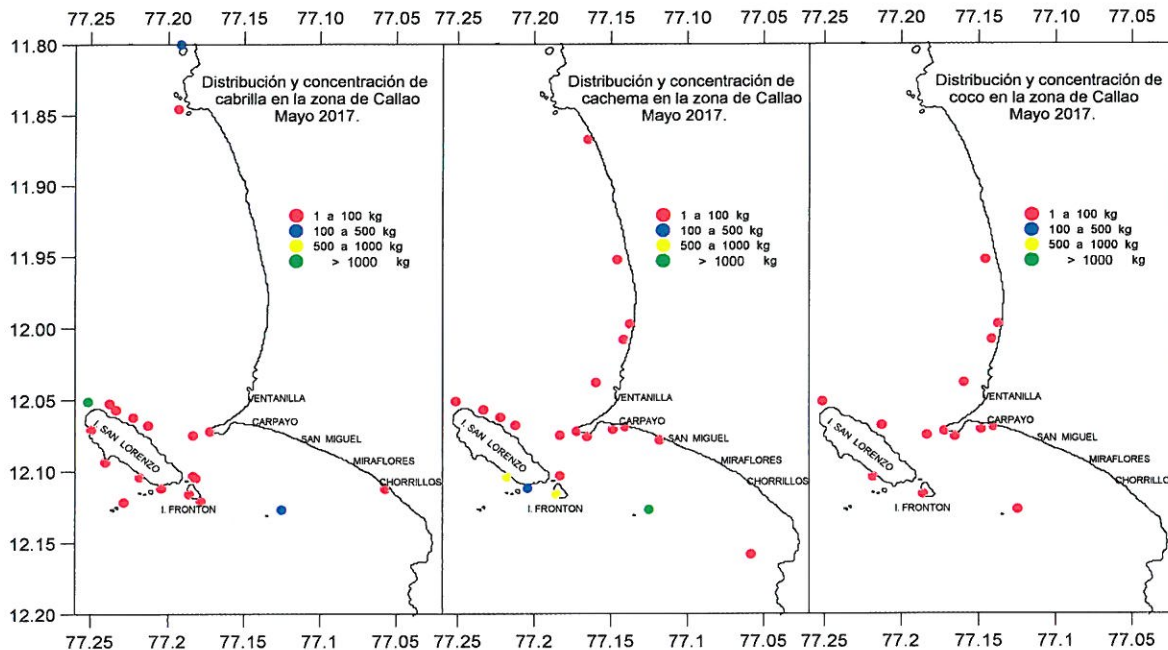 77.25 77.20 77.15 77.10 77.05 77.25 77.20 77.15 77.10 77.05 77.25 77.20 77.15 77.10 77.05
11.80
11.85
11.90
11.95
12.00
12.05
12.10
12.15
12.20
Distribución y concentración de
cabrilla en la zona de Callao
Mayo 2017.
1 a 100 kg
100 a 500 kg
500 a 1000 kg
> 1000 kg
VENTANILLA
CARPAYO
SAN MIGUEL
MIRAFLORES
CHORRILLOS
I. SAN LORENZO
I. FRONTON
Distribución y concentración de
cachema en la zona de Callao
Mayo 2017.
1 a 100 kg
100 a 500 kg
500 a 1000 kg
> 1000 kg
VENTANILLA
CARPAYO
SAN MIGUEL
MIRAFLORES
CHORRILLOS
I. SAN LORENZO
I. FRONTON
Distribución y concentración de
coco en la zona de Callao
Mayo 2017.
1 a 100 kg
100 a 500 kg
500 a 1000 kg
> 1000 kg
VENTANILLA
CARPAYO
SAN MIGUEL
MIRAFLORES
CHORRILLOS
I. SAN LORENZO
I. FRONTON
77.25 77.20 77.15 77.10 77.05 77.25 77.20 77.15 77.10 77.05 77.25 77.20 77.15 77.10 77.05